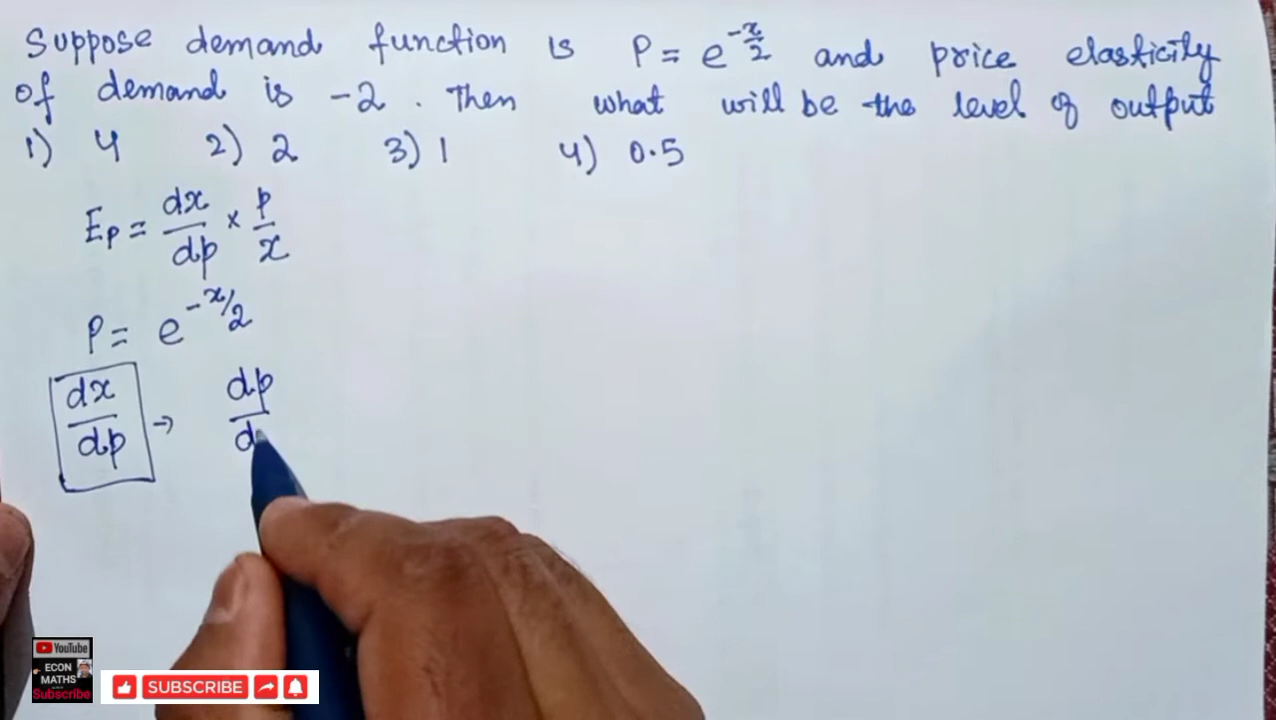 Suppose demand function is P = e^{-x/2} and price elasticity
of demand is -2. Then what will be the level of output
1) 4 2) 2 3) 1 4) 0.5
Ep = dx/dp × p/x
P = e^{-x/2}
dx/dp → dp/d
YouTube
ECON
MATHS
Subscribe
SUBSCRIBE